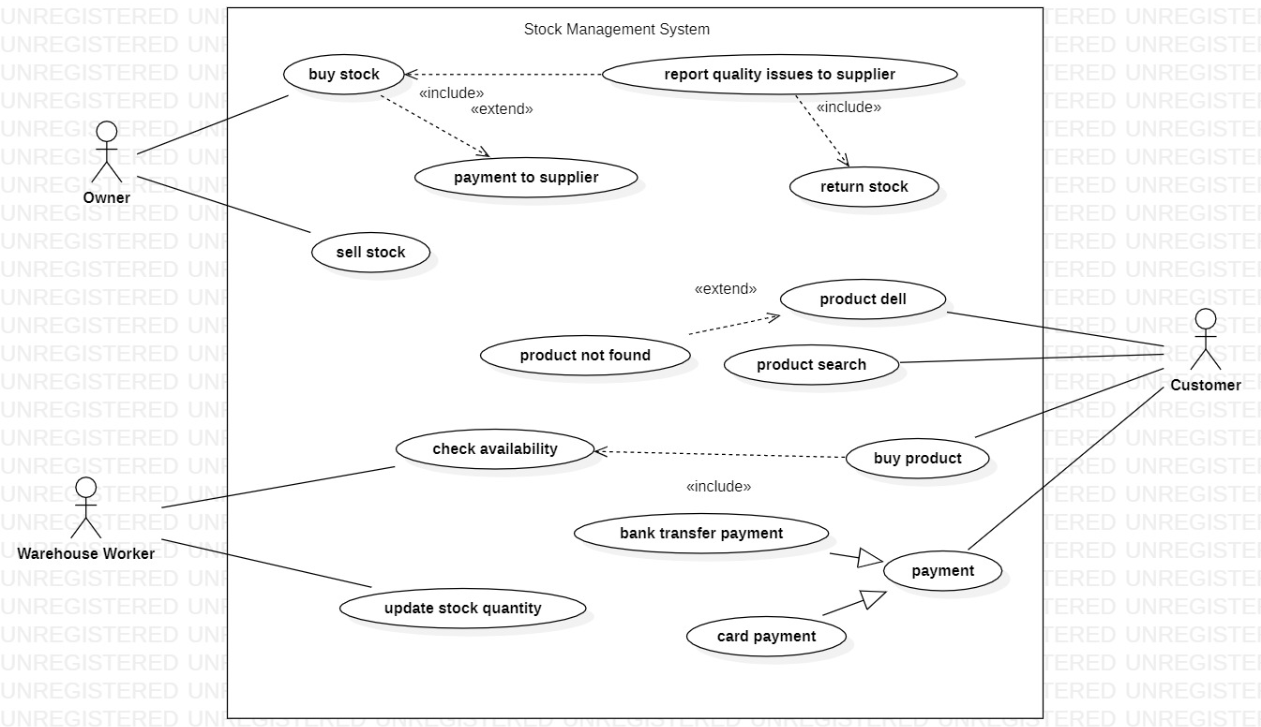 Stock Management System
buy stock
report quality issues to supplier
«include»
«extend»
«include»
payment to supplier
return stock
Owner
sell stock
«extend»
product dell
product not found
product search
Customer
check availability
buy product
«include»
bank transfer payment
Warehouse Worker
payment
update stock quantity
card payment
UNREGISTERED